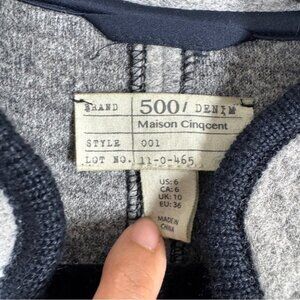 BRAND 500/ DENIM
Maison Cinqcent
STYLE 001
LOT NO. 11-0-465
US: 6
CA: 6
UK: 10
EU: 36
MADE IN
CHINA